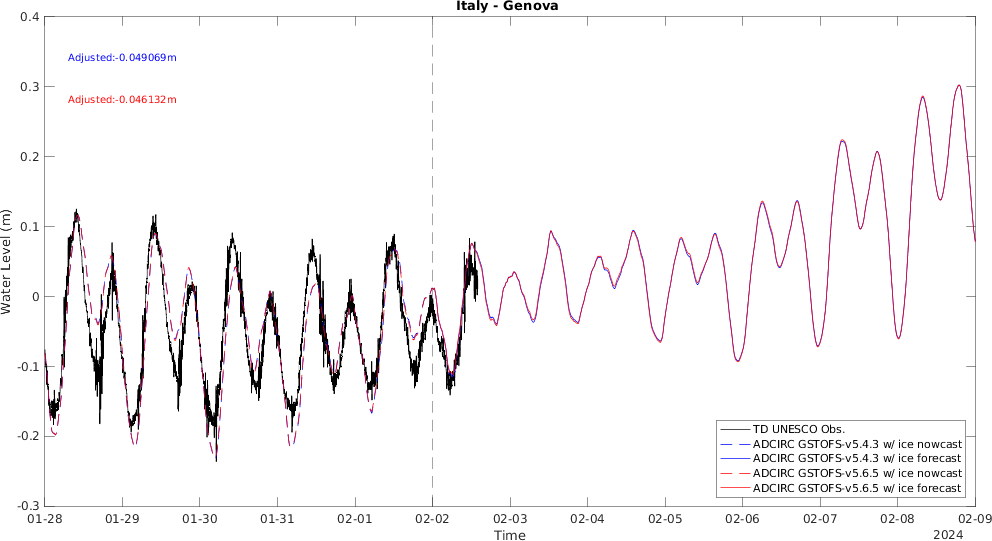 Italy - Genova
Adjusted:-0.049069m
Adjusted:-0.046132m
Water Level (m)
0.4
0.3
0.2
0.1
0
-0.1
-0.2
-0.3
01-28 01-29 01-30 01-31 02-01 02-02 02-03 02-04 02-05 02-06 02-07 02-08 02-09
Time
2024
TD UNESCO Obs.
ADCIRC GSTOFS-v5.4.3 w/ ice nowcast
ADCIRC GSTOFS-v5.4.3 w/ ice forecast
ADCIRC GSTOFS-v5.6.5 w/ ice nowcast
ADCIRC GSTOFS-v5.6.5 w/ ice forecast